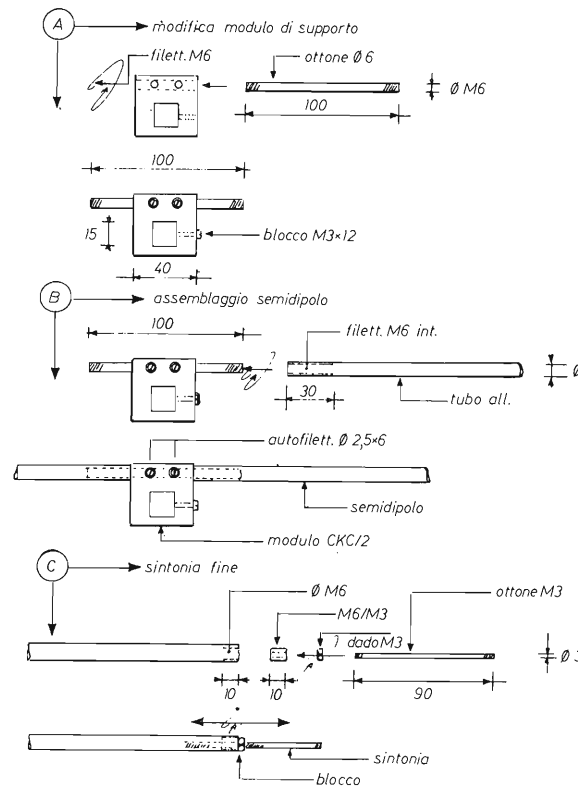 A
modifica modulo di supporto
filett. M6
ottone Ø 6
Ø M6
100
100
15
blocco M3×12
40
B
assemblaggio semidipolo
100
filett. M6 int.
Ø
30
tubo all.
autofilett. Ø 2,5×6
semidipolo
modulo CKC/2
C
sintonia fine
Ø M6
M6/M3
ottone M3
dado M3
Ø 3
10
10
90
sintonia
blocco